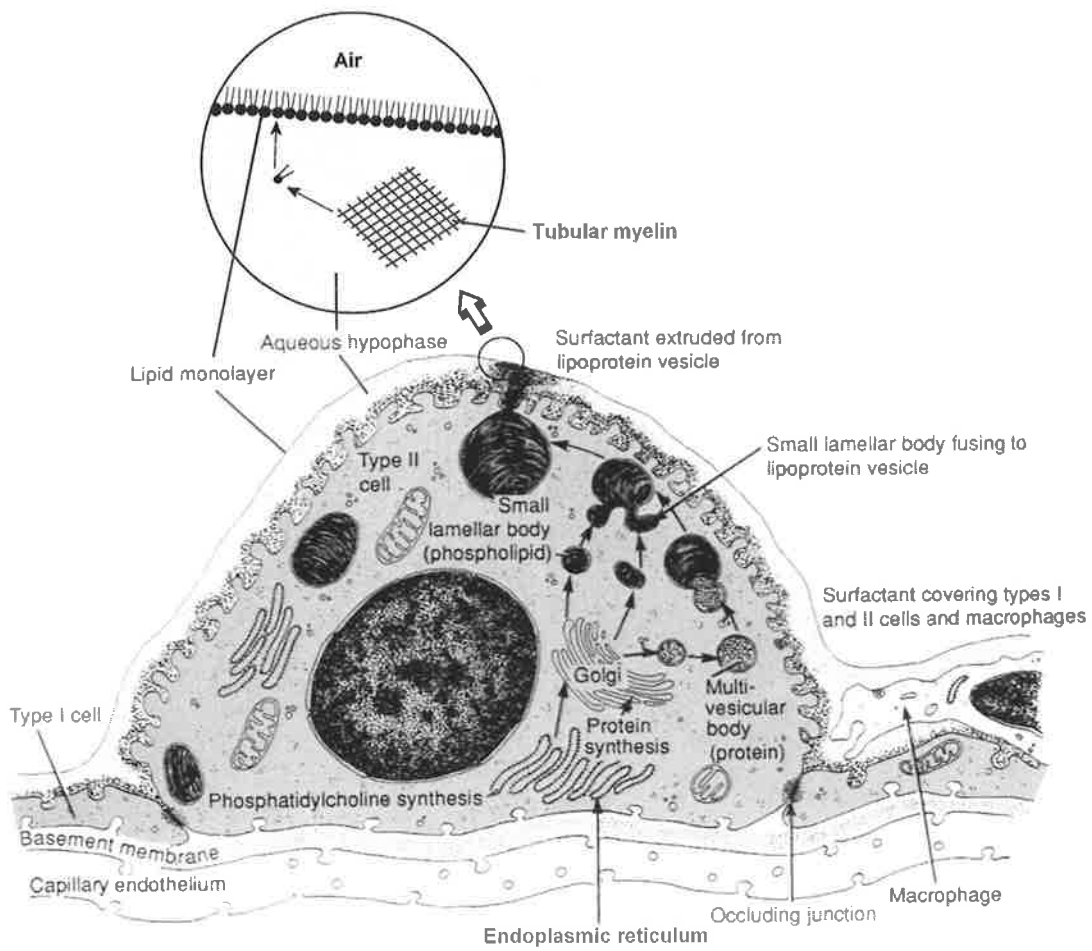 Air
Tubular myelin
Aqueous hypophase
Lipid monolayer
Surfactant extruded from
lipoprotein vesicle
Small lamellar body fusing to
lipoprotein vesicle
Type II
cell
Small
lamellar body
(phospholipid)
Surfactant covering types I
and II cells and macrophages
Golgi
Multi-
vesicular
body
(protein)
Protein
synthesis
Type I cell
Phosphatidylcholine synthesis
Basement membrane
Capillary endothelium
Macrophage
Occluding junction
Endoplasmic reticulum